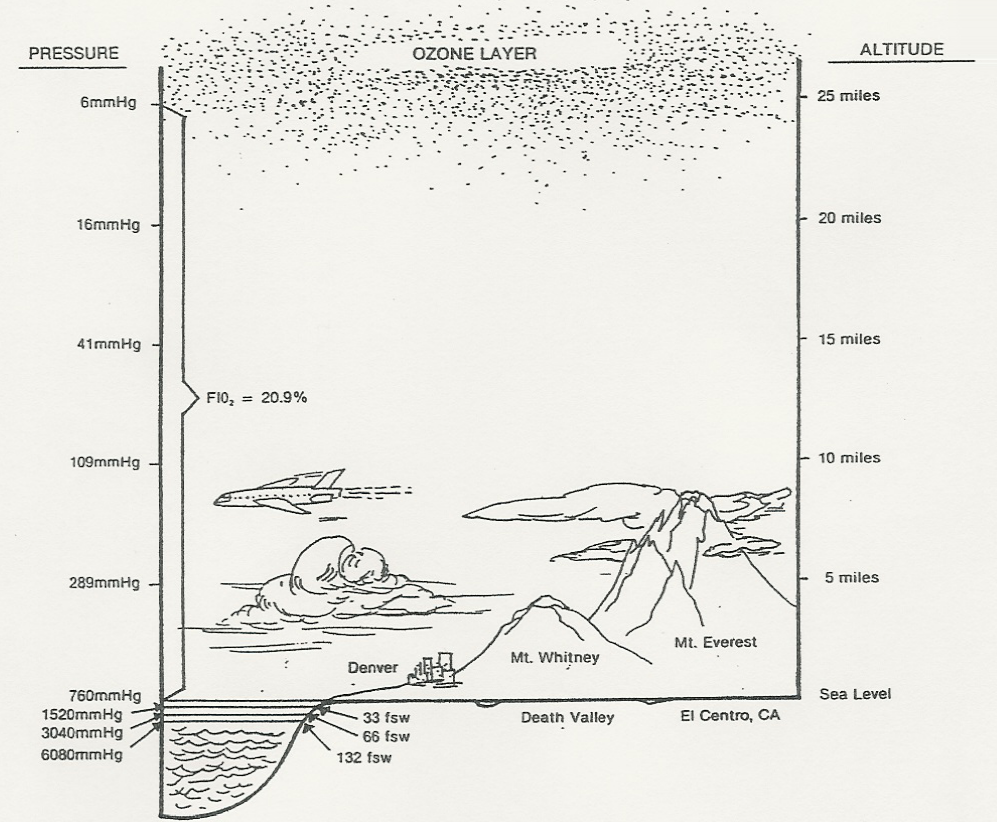 PRESSURE
OZONE LAYER
ALTITUDE
6mmHg
25 miles
16mmHg
20 miles
41mmHg
15 miles
FI0₂ = 20.9%
109mmHg
10 miles
289mmHg
5 miles
Mt. Everest
Mt. Whitney
Denver
760mmHg
Sea Level
1520mmHg
33 fsw
Death Valley
El Centro, CA
3040mmHg
66 fsw
6080mmHg
132 fsw